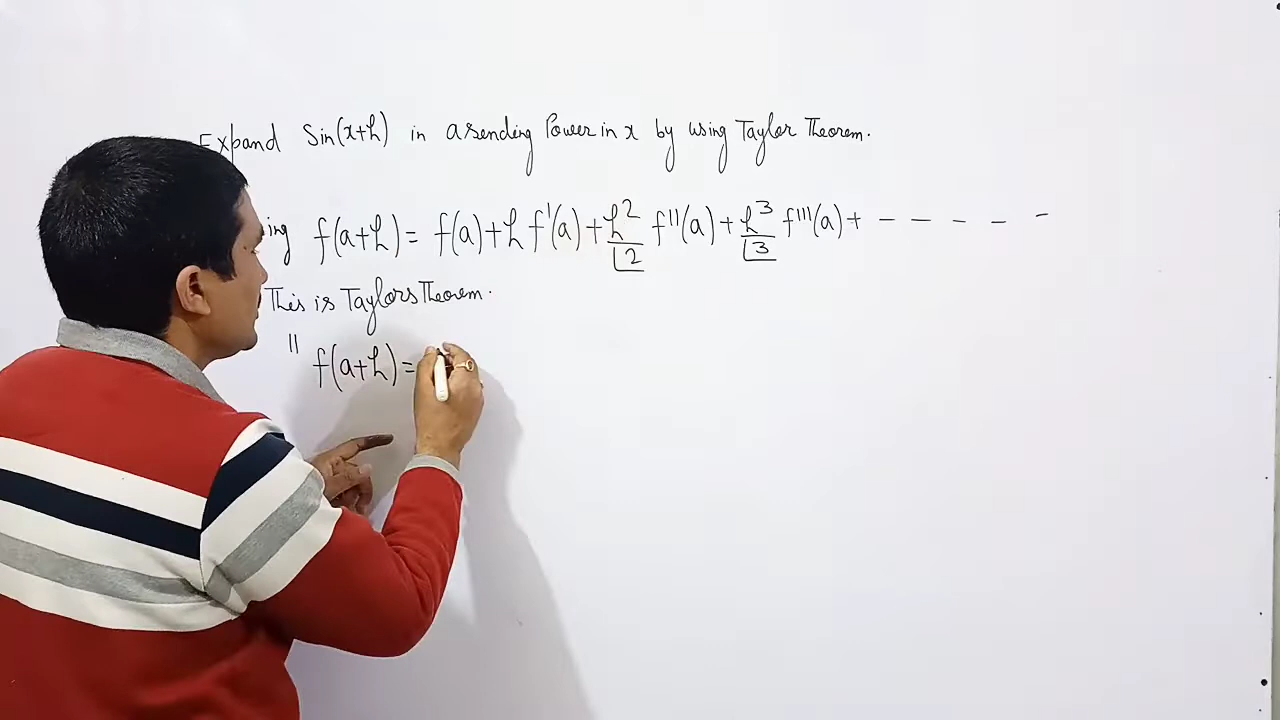 Expand Sin(x+h) in asending Power in x by using Taylor Theorem.
f(a+h) = f(a) + h f'(a) + h²/⌊2 f''(a) + h³/⌊3 f'''(a) + - - - - -
This is Taylors Theorem.
" f(a+h) =